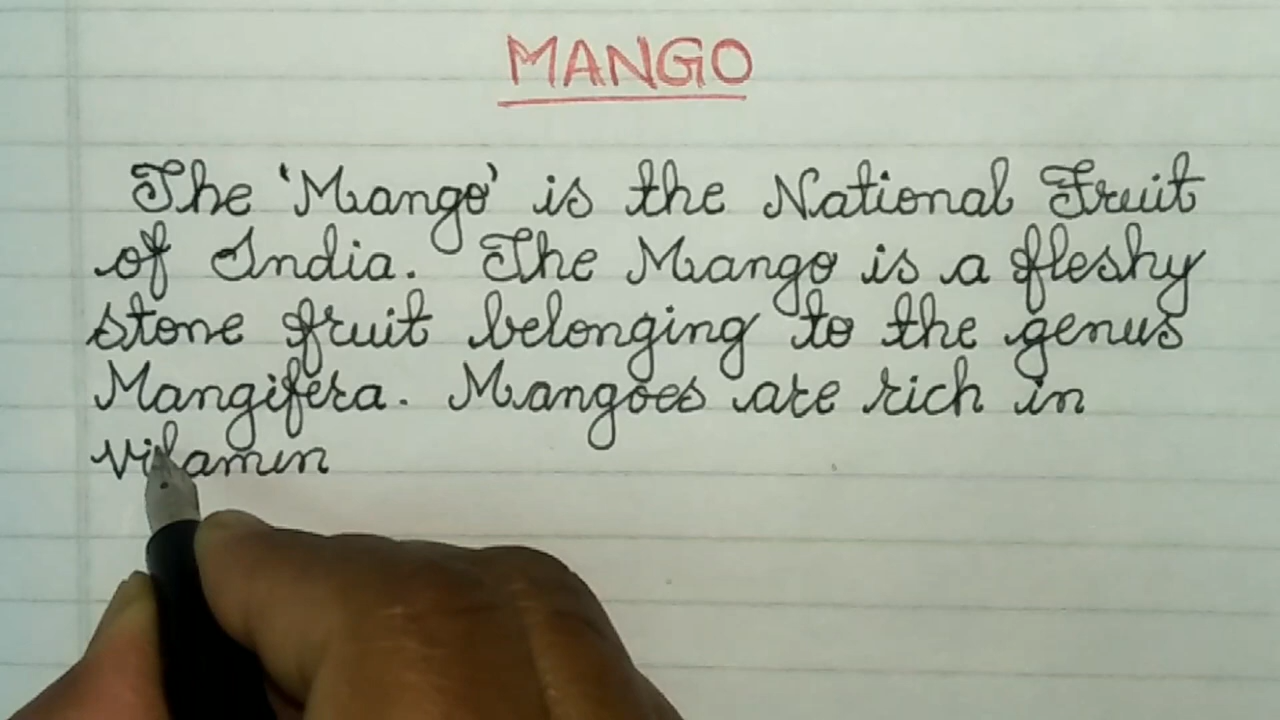 MANGO
The 'Mango' is the National Fruit
of India. The Mango is a fleshy
stone fruit belonging to the genus
Mangifera. Mangoes are rich in
vitamin